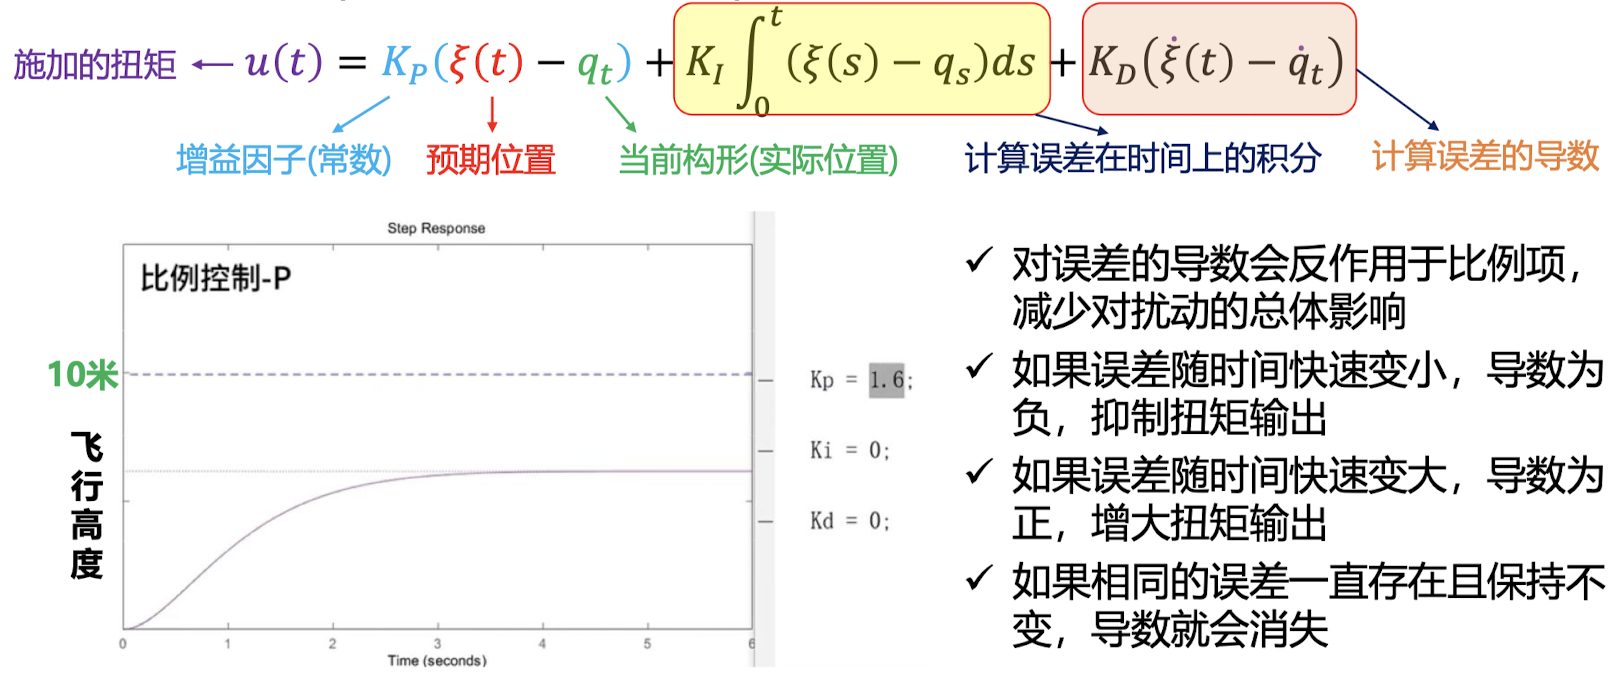 施加的扭矩 ← u(t) = K_P(ξ(t) − q_t) + K_I ∫_0^t (ξ(s) − q_s)ds + K_D(ξ̇(t) − q̇_t)
增益因子(常数) 预期位置 当前构形(实际位置) 计算误差在时间上的积分 计算误差的导数
Step Response
比例控制-P
10米
飞行高度
0 1 2 3 4 5 6
Time (seconds)
Kp = 1.6;
Ki = 0;
Kd = 0;
✓ 对误差的导数会反作用于比例项，
减少对扰动的总体影响
✓ 如果误差随时间快速变小，导数为
负，抑制扭矩输出
✓ 如果误差随时间快速变大，导数为
正，增大扭矩输出
✓ 如果相同的误差一直存在且保持不
变，导数就会消失